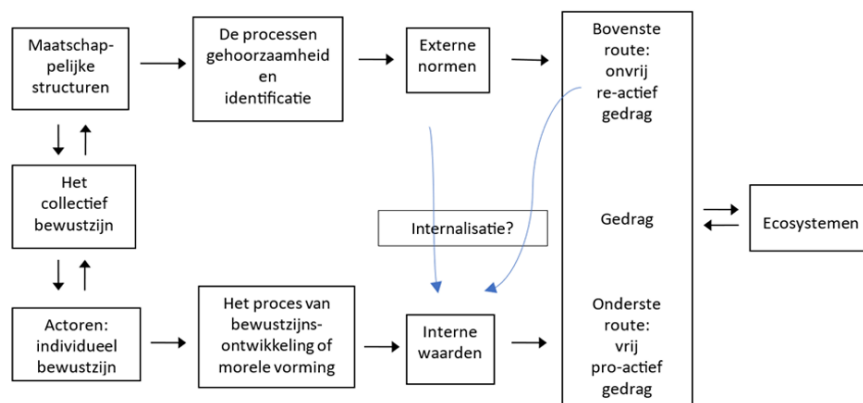 Maatschap-
pelijke
structuren
De processen
gehoorzaamheid
en
identificatie
Externe
normen
Bovenste
route:
onvrij
re-actief
gedrag
Het
collectief
bewustzijn
Internalisatie?
Gedrag
Ecosystemen
Actoren:
individueel
bewustzijn
Het proces van
bewustzijns-
ontwikkeling of
morele vorming
Interne
waarden
Onderste
route:
vrij
pro-actief
gedrag